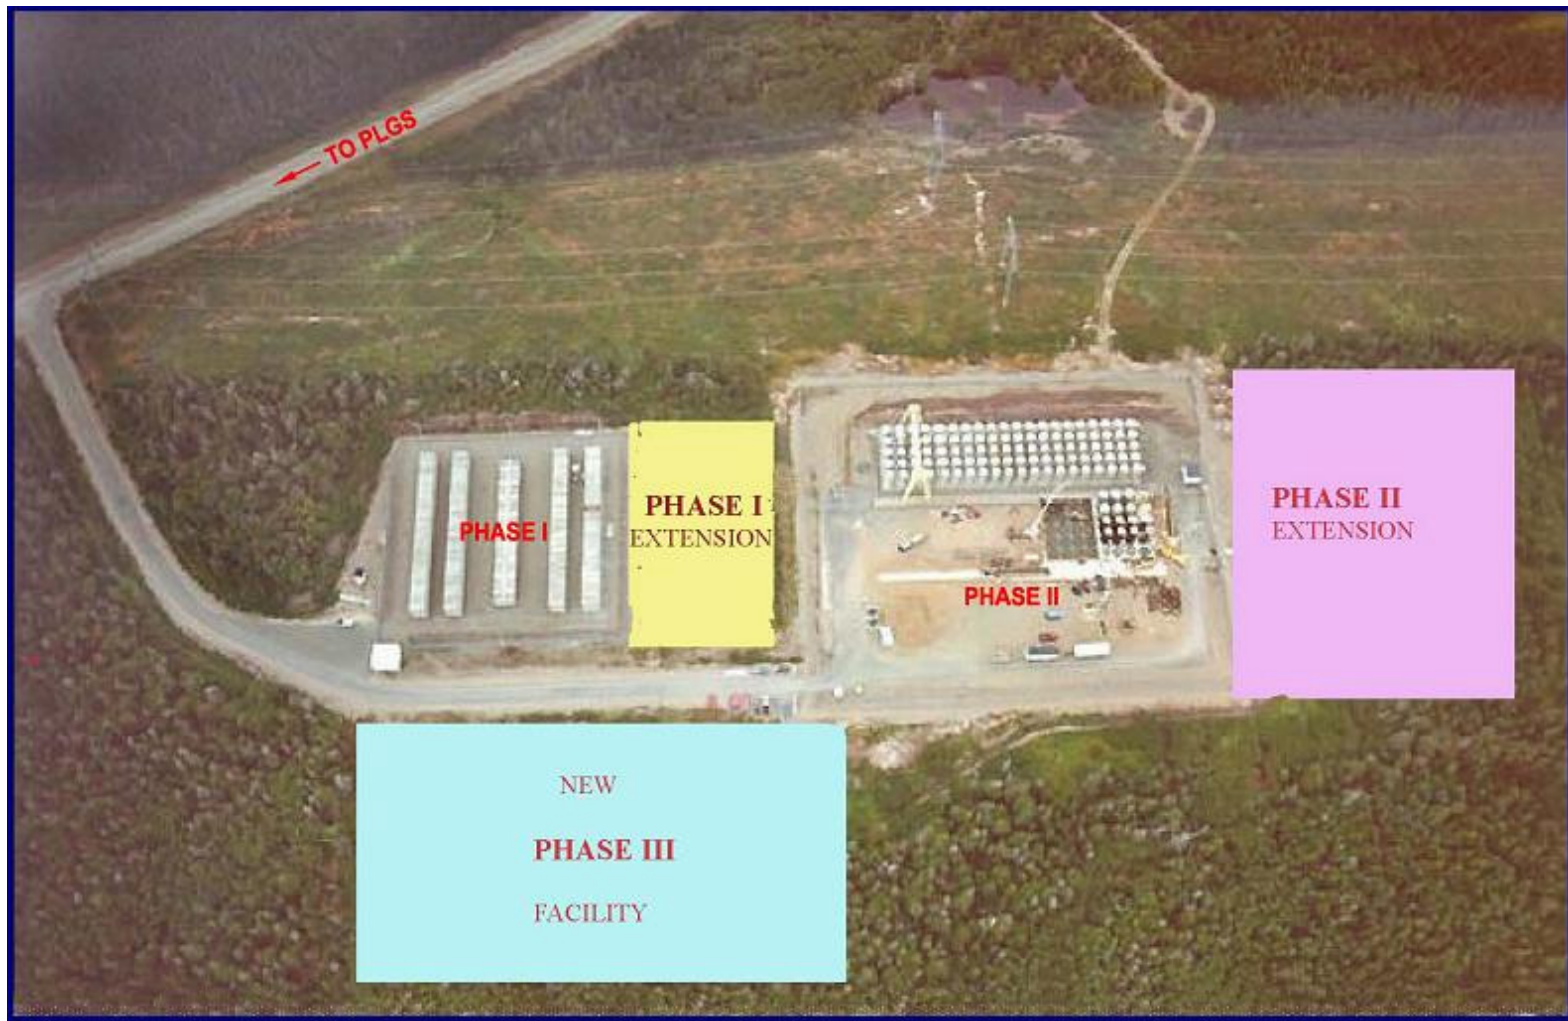 TO PLGS
PHASE I
PHASE I
EXTENSION
PHASE II
PHASE II
EXTENSION
NEW
PHASE III
FACILITY